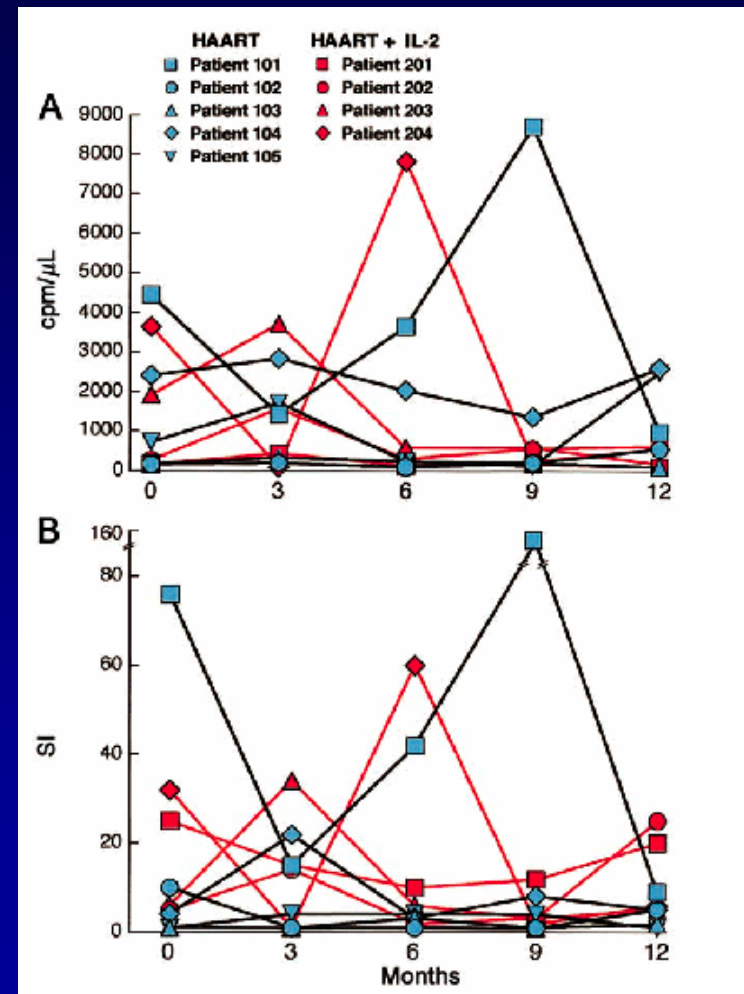 HAART HAART + IL-2
Patient 101 Patient 201
Patient 102 Patient 202
Patient 103 Patient 203
Patient 104 Patient 204
Patient 105
A
9000
8000
7000
6000
5000
4000
3000
2000
1000
0
cpm/µL
0 3 6 9 12
B
160
80
60
40
20
0
SI
0 3 6 9 12
Months